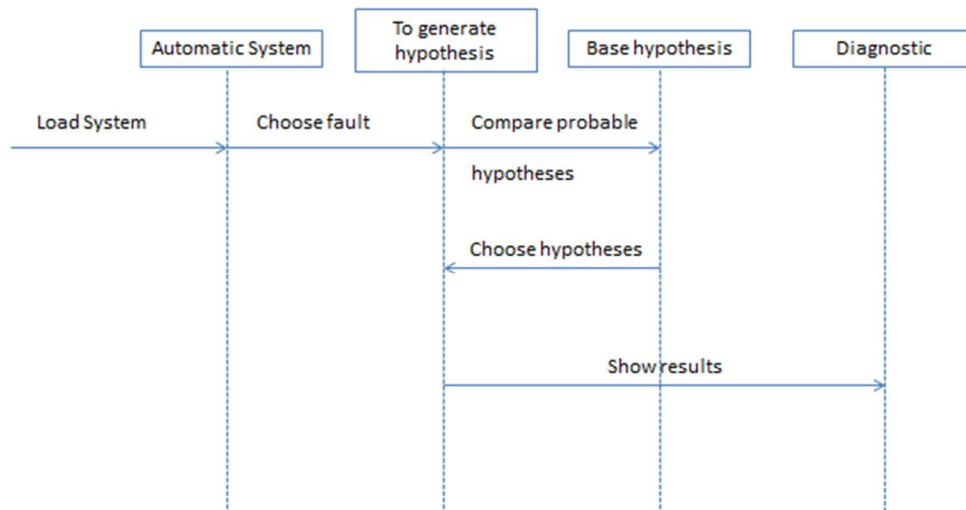 Automatic System
To generate
hypothesis
Base hypothesis
Diagnostic
Load System
Choose fault
Compare probable
hypotheses
Choose hypotheses
Show results